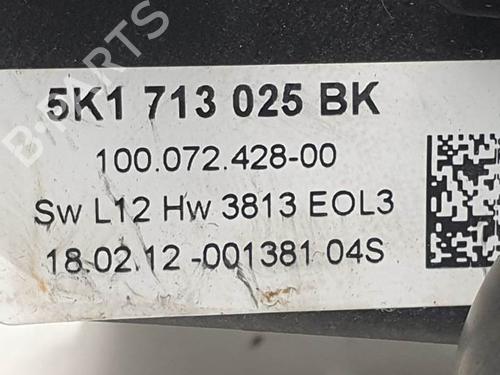 B-PARTS
5K1 713 025 BK
100.072.428-00
Sw L12 Hw 3813 EOL3
18.02.12 -001381 04S